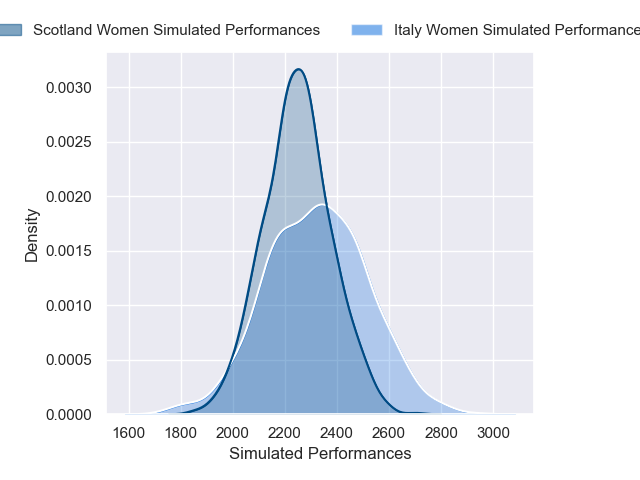 Scotland Women Simulated Performances Italy Women Simulated Performance
0.0030
0.0025
0.0020
0.0015
0.0010
0.0005
0.0000
Density
1600 1800 2000 2200 2400 2600 2800 3000
Simulated Performances